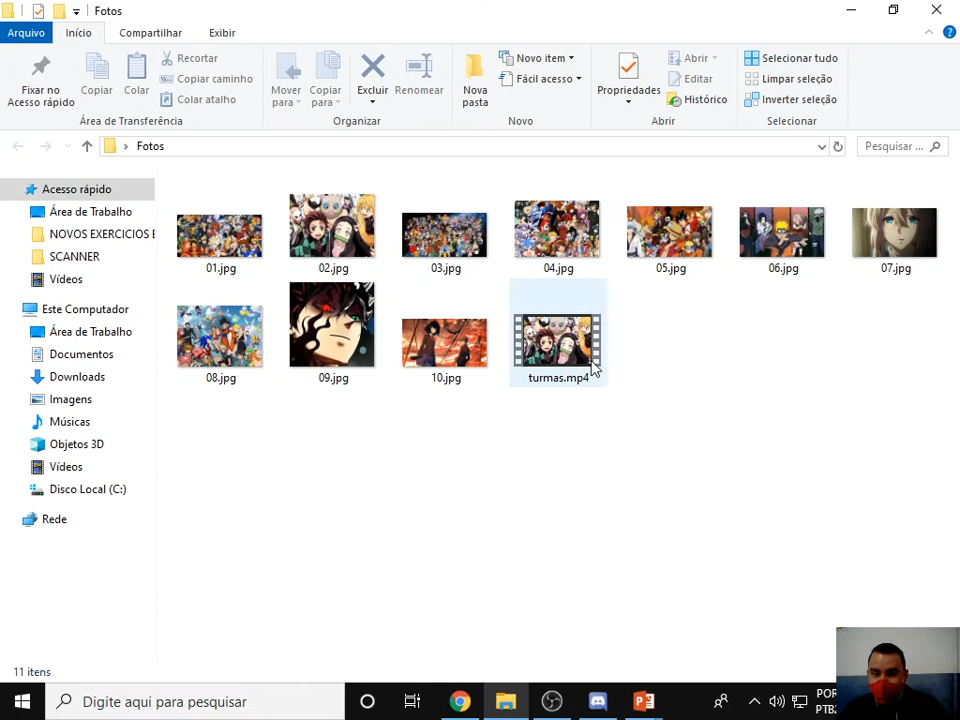 Fotos
Arquivo Início Compartilhar Exibir
Fixar no Acesso rápido
Copiar
Colar
Recortar
Copiar caminho
Colar atalho
Área de Transferência
Mover para
Copiar para
Excluir
Renomear
Organizar
Nova pasta
Novo item
Fácil acesso
Novo
Propriedades
Abrir
Editar
Histórico
Abrir
Selecionar tudo
Limpar seleção
Inverter seleção
Selecionar
Fotos
Pesquisar ...
Acesso rápido
Área de Trabalho
NOVOS EXERCICIOS E
SCANNER
Vídeos
Este Computador
Área de Trabalho
Documentos
Downloads
Imagens
Músicas
Objetos 3D
Vídeos
Disco Local (C:)
Rede
01.jpg 02.jpg 03.jpg 04.jpg 05.jpg 06.jpg 07.jpg
08.jpg 09.jpg 10.jpg turmas.mp4
11 itens
Digite aqui para pesquisar
POR
PTB2